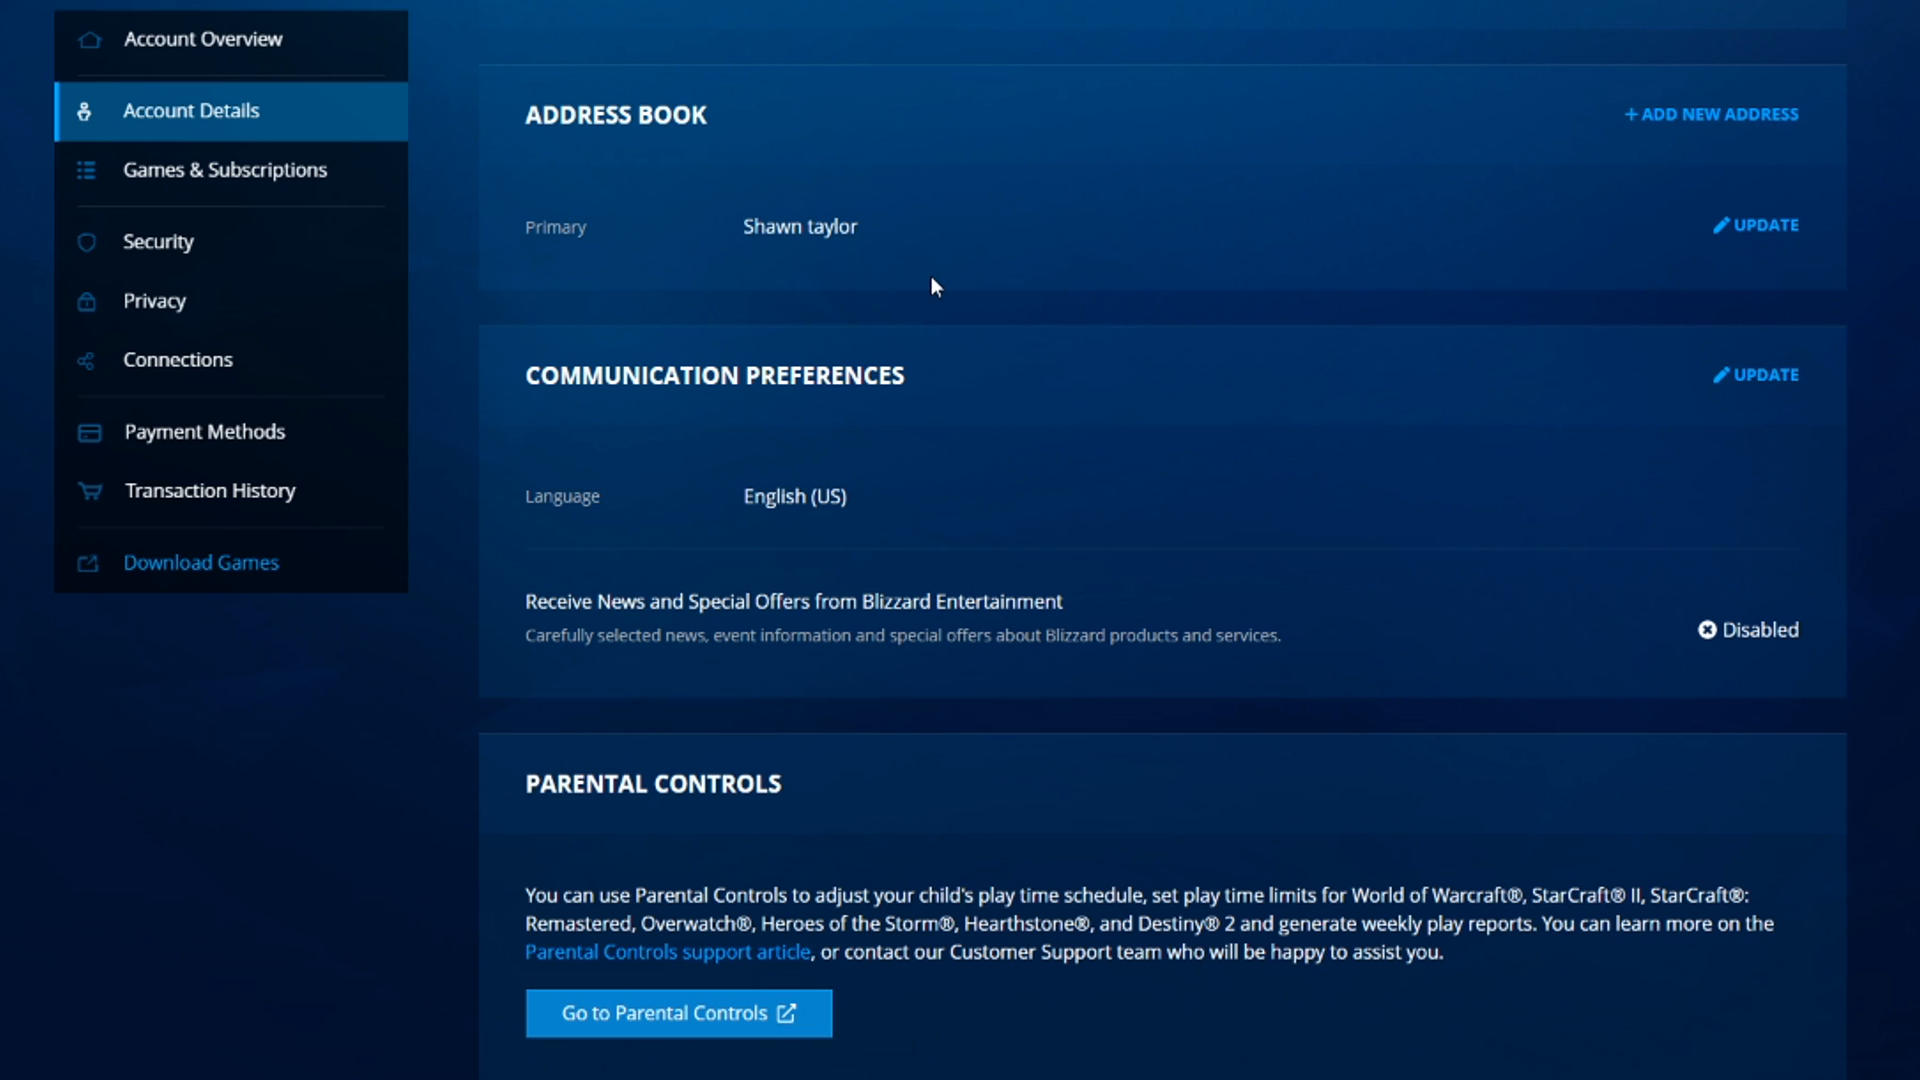 Account Overview
Account Details
Games & Subscriptions
Security
Privacy
Connections
Payment Methods
Transaction History
Download Games
ADDRESS BOOK
+ ADD NEW ADDRESS
Primary
Shawn taylor
UPDATE
COMMUNICATION PREFERENCES
UPDATE
Language
English (US)
Receive News and Special Offers from Blizzard Entertainment
Carefully selected news, event information and special offers about Blizzard products and services.
Disabled
PARENTAL CONTROLS
You can use Parental Controls to adjust your child's play time schedule, set play time limits for World of Warcraft®, StarCraft® II, StarCraft®:
Remastered, Overwatch®, Heroes of the Storm®, Hearthstone®, and Destiny® 2 and generate weekly play reports. You can learn more on the
Parental Controls support article, or contact our Customer Support team who will be happy to assist you.
Go to Parental Controls